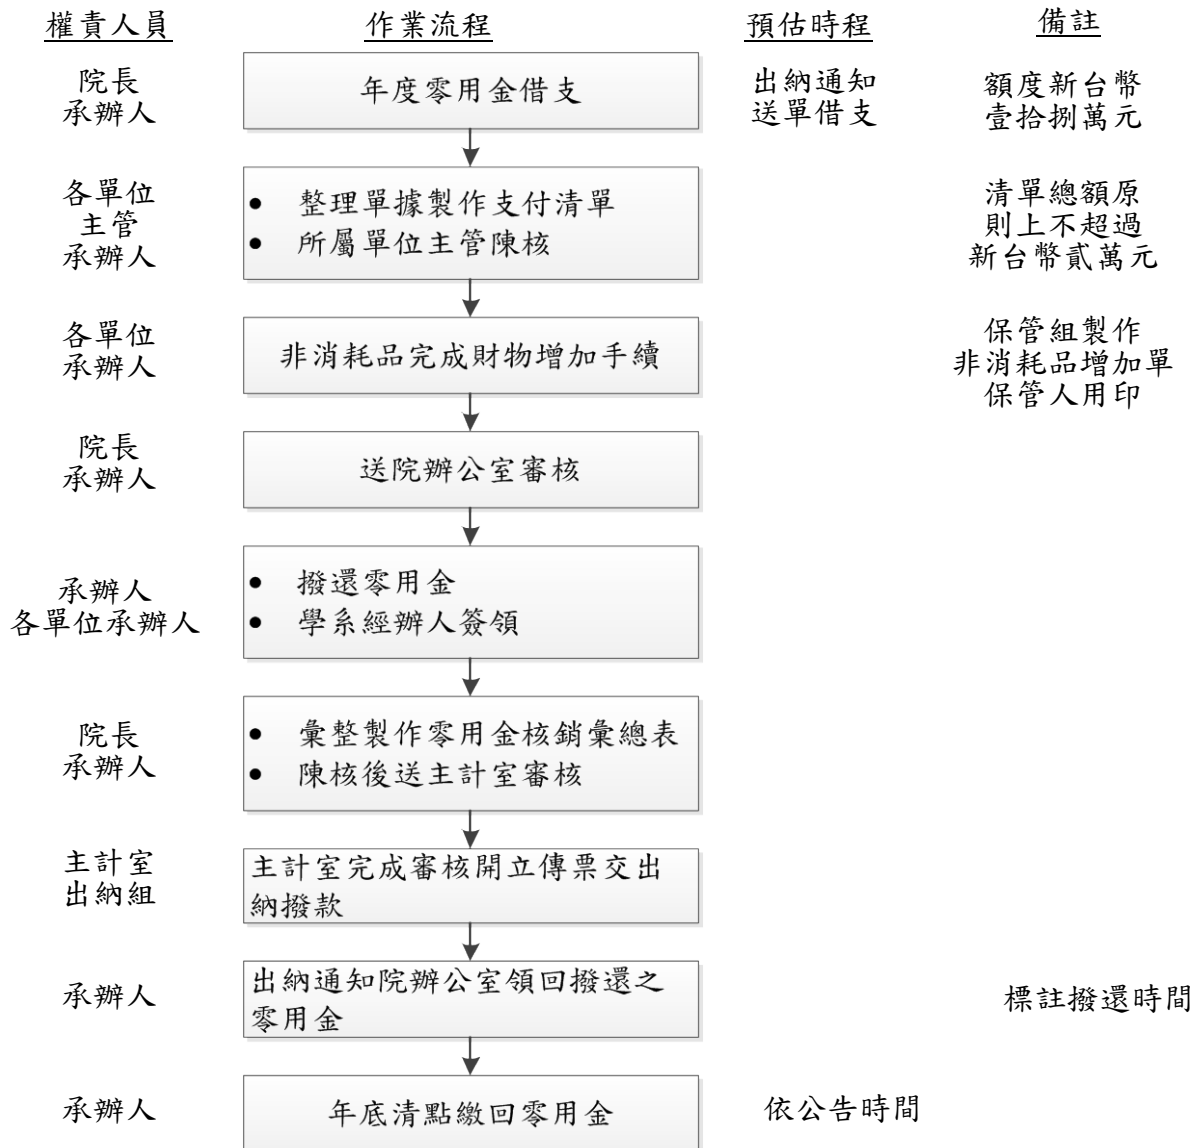 權責人員 作業流程 預估時程 備註
院長
承辦人
年度零用金借支
出納通知
送單借支
額度新台幣
壹拾捌萬元
各單位
主管
承辦人
• 整理單據製作支付清單
• 所屬單位主管陳核
清單總額原
則上不超過
新台幣貳萬元
各單位
承辦人
非消耗品完成財物增加手續
保管組製作
非消耗品增加單
保管人用印
院長
承辦人
送院辦公室審核
承辦人
各單位承辦人
• 撥還零用金
• 學系經辦人簽領
院長
承辦人
• 彙整製作零用金核銷彙總表
• 陳核後送主計室審核
主計室
出納組
主計室完成審核開立傳票交出
納撥款
承辦人
出納通知院辦公室領回撥還之
零用金
標註撥還時間
承辦人
年底清點繳回零用金
依公告時間